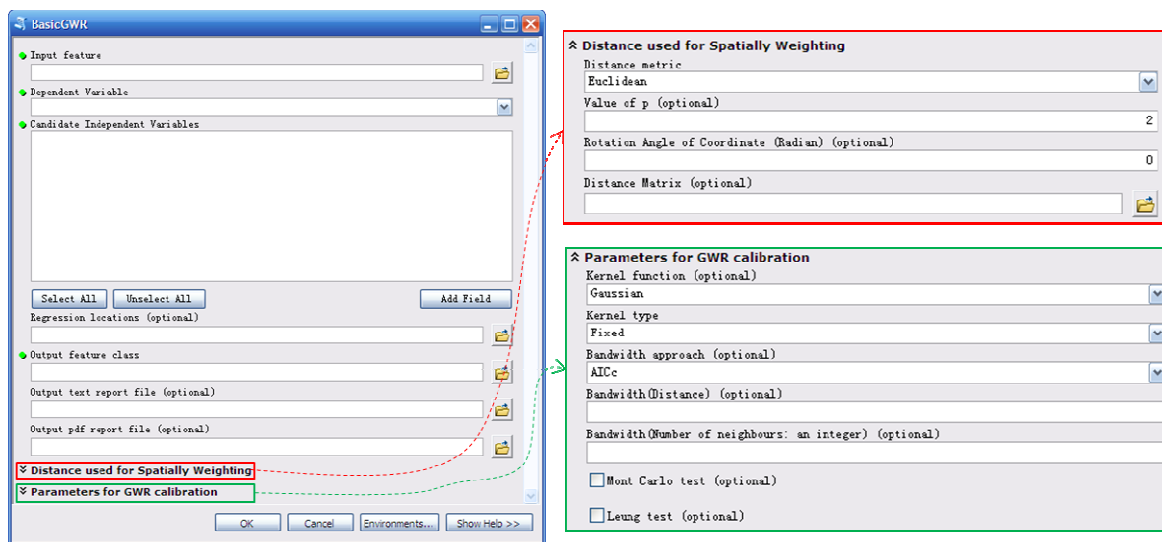 BasicGWR
Input feature
Dependent Variable
Candidate Independent Variables
Select All
Unselect All
Add Field
Regression locations (optional)
Output feature class
Output text report file (optional)
Output pdf report file (optional)
Distance used for Spatially Weighting
Parameters for GWR calibration
OK
Cancel
Environments...
Show Help >>
Distance used for Spatially Weighting
Distance metric
Euclidean
Value of p (optional)
2
Rotation Angle of Coordinate (Radian) (optional)
0
Distance Matrix (optional)
Parameters for GWR calibration
Kernel function (optional)
Gaussian
Kernel type
Fixed
Bandwidth approach (optional)
AICc
Bandwidth(Distance) (optional)
Bandwidth(Number of neighbours: an integer) (optional)
Mont Carlo test (optional)
Leung test (optional)